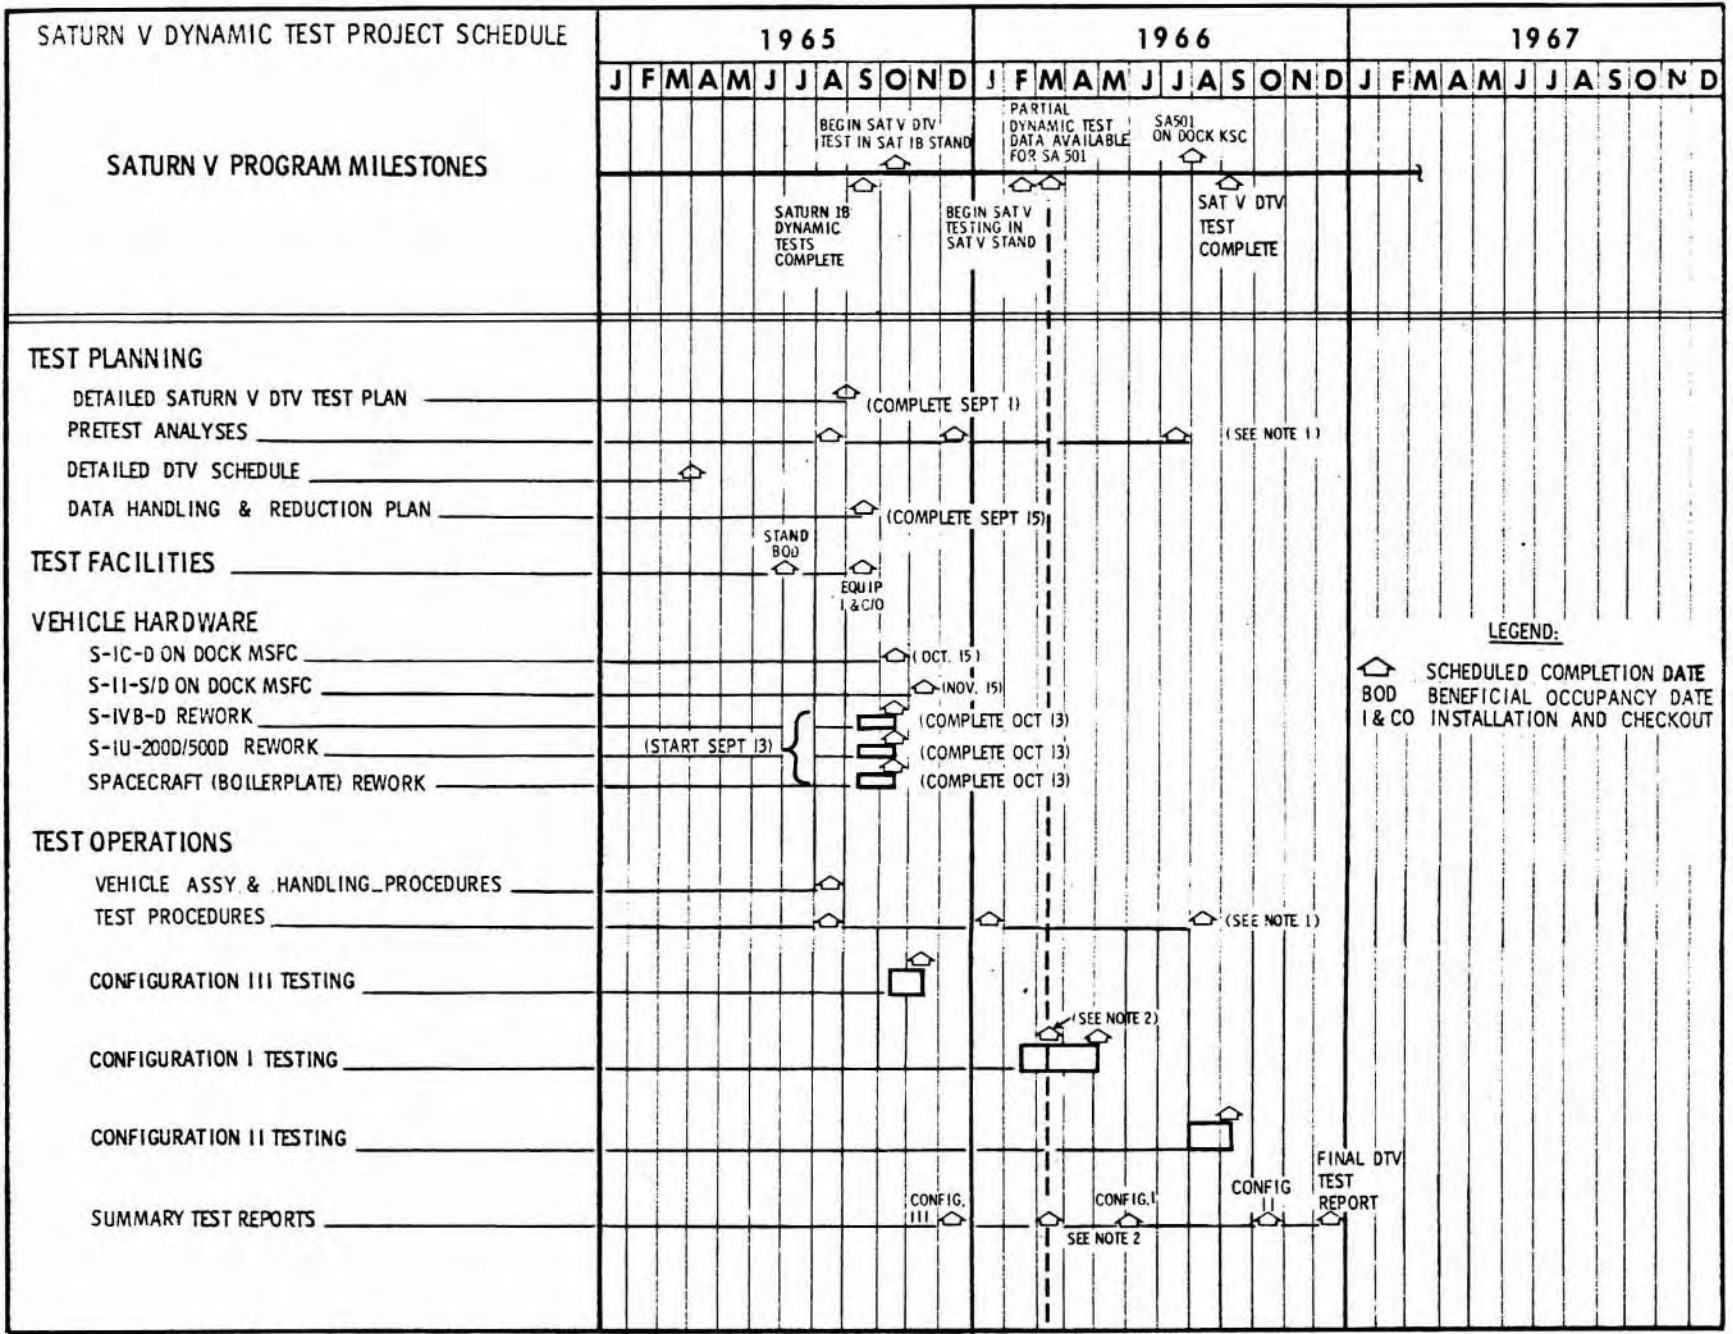 SATURN V DYNAMIC TEST PROJECT SCHEDULE
1965
1966
1967
J F M A M J J A S O N D J F M A M J J A S O N D J F M A M J J A S O N D
SATURN V PROGRAM MILESTONES
BEGIN SAT V DTV
TEST IN SAT IB STAND
PARTIAL
DYNAMIC TEST
DATA AVAILABLE
FOR SA 501
SA501
ON DOCK KSC
SATURN IB
DYNAMIC
TESTS
COMPLETE
BEGIN SAT V
TESTING IN
SAT V STAND
SAT V DTV
TEST
COMPLETE
TEST PLANNING
DETAILED SATURN V DTV TEST PLAN
(COMPLETE SEPT 1)
PRETEST ANALYSES
(SEE NOTE 1)
DETAILED DTV SCHEDULE
DATA HANDLING & REDUCTION PLAN
(COMPLETE SEPT 15)
STAND
BOD
TEST FACILITIES
EQUIP
I & C/O
VEHICLE HARDWARE
S-IC-D ON DOCK MSFC
(OCT. 15)
S-II-S/D ON DOCK MSFC
(NOV. 15)
S-IVB-D REWORK
(COMPLETE OCT 13)
S-IU-200D/500D REWORK
(START SEPT 13)
(COMPLETE OCT 13)
SPACECRAFT (BOILERPLATE) REWORK
(COMPLETE OCT 13)
LEGEND:
SCHEDULED COMPLETION DATE
BOD BENEFICIAL OCCUPANCY DATE
I & CO INSTALLATION AND CHECKOUT
TEST OPERATIONS
VEHICLE ASSY. & HANDLING PROCEDURES
TEST PROCEDURES
(SEE NOTE 1)
CONFIGURATION III TESTING
(SEE NOTE 2)
CONFIGURATION I TESTING
CONFIGURATION II TESTING
SUMMARY TEST REPORTS
CONFIG.
III
SEE NOTE 2
CONFIG. I
CONFIG
II
FINAL DTV
TEST
REPORT